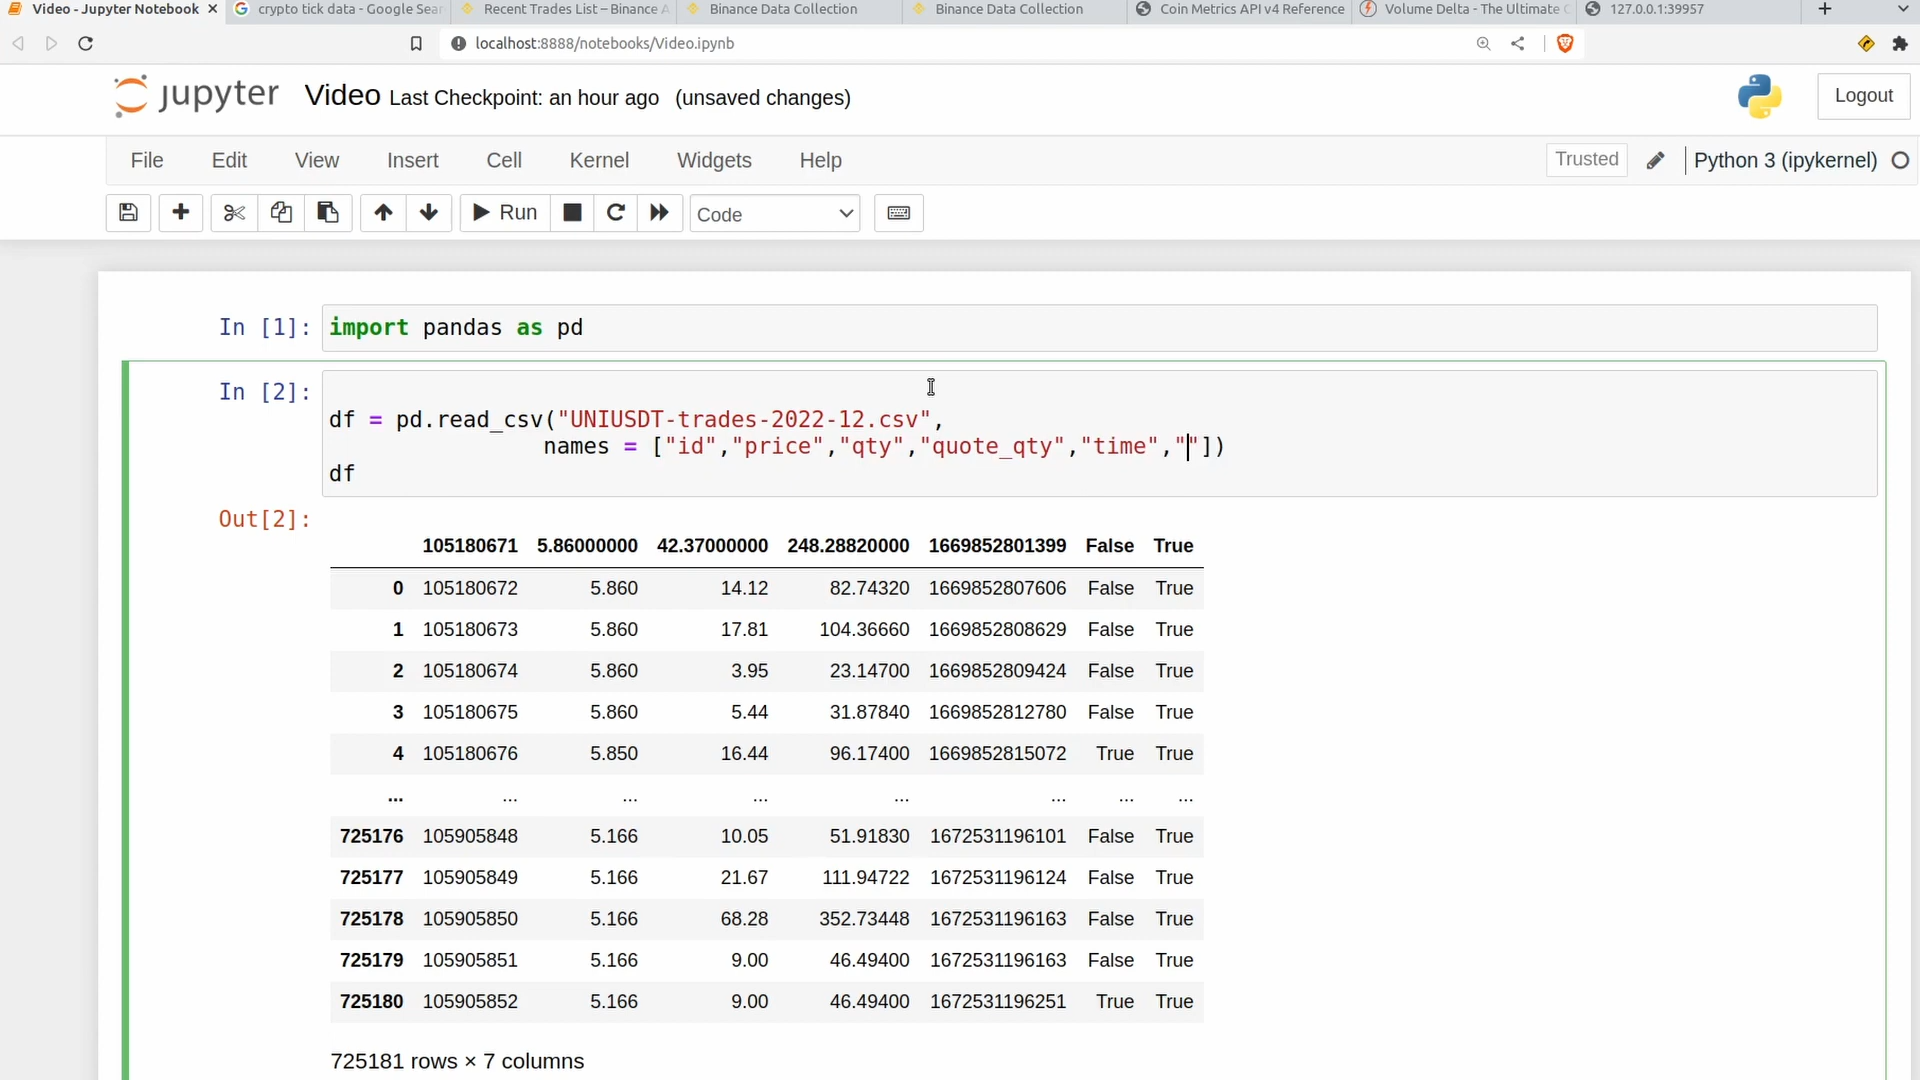 Video - Jupyter Notebook × crypto tick data - Google Sear Recent Trades List – Binance A Binance Data Collection Binance Data Collection Coin Metrics API v4 Reference Volume Delta - The Ultimate C 127.0.0.1:39957
localhost:8888/notebooks/Video.ipynb
jupyter Video Last Checkpoint: an hour ago (unsaved changes) Logout
File Edit View Insert Cell Kernel Widgets Help Trusted Python 3 (ipykernel)
Run Code
In [1]: import pandas as pd
In [2]:
df = pd.read_csv("UNIUSDT-trades-2022-12.csv",
names = ["id","price","qty","quote_qty","time",""])
df
Out[2]:
105180671 5.86000000 42.37000000 248.28820000 1669852801399 False True
0 105180672 5.860 14.12 82.74320 1669852807606 False True
1 105180673 5.860 17.81 104.36660 1669852808629 False True
2 105180674 5.860 3.95 23.14700 1669852809424 False True
3 105180675 5.860 5.44 31.87840 1669852812780 False True
4 105180676 5.850 16.44 96.17400 1669852815072 True True
... ... ... ... ... ... ... ...
725176 105905848 5.166 10.05 51.91830 1672531196101 False True
725177 105905849 5.166 21.67 111.94722 1672531196124 False True
725178 105905850 5.166 68.28 352.73448 1672531196163 False True
725179 105905851 5.166 9.00 46.49400 1672531196163 False True
725180 105905852 5.166 9.00 46.49400 1672531196251 True True
725181 rows × 7 columns